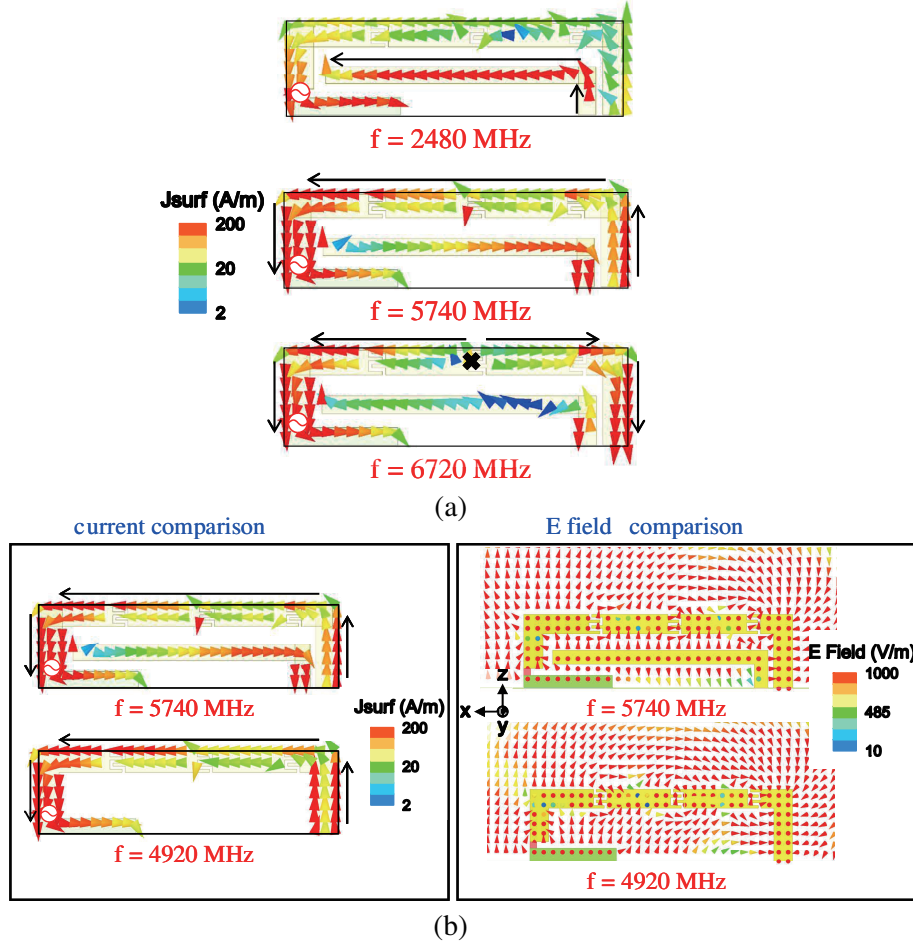 f = 2480 MHz
Jsurf (A/m)
200
20
2
f = 5740 MHz
f = 6720 MHz
(a)
current comparison
E field comparison
f = 5740 MHz
Jsurf (A/m)
200
20
2
f = 4920 MHz
E Field (V/m)
1000
485
10
z
x
y
f = 5740 MHz
f = 4920 MHz
(b)